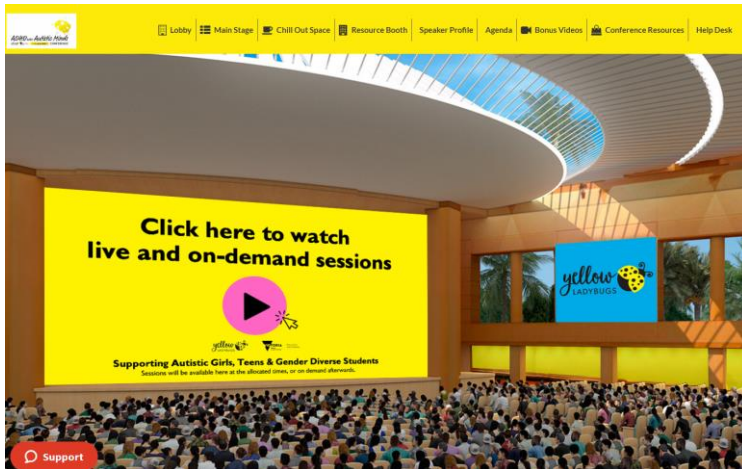 ADHD and Autistic Minds
Lobby
Main Stage
Chill Out Space
Resource Booth
Speaker Profile
Agenda
Bonus Videos
Conference Resources
Help Desk
Click here to watch
live and on-demand sessions
yellow
LADYBUGS
yellow
LADYBUGS
Supporting Autistic Girls, Teens & Gender Diverse Students
Sessions will be available here at the allocated times, or on demand afterwards.
Support